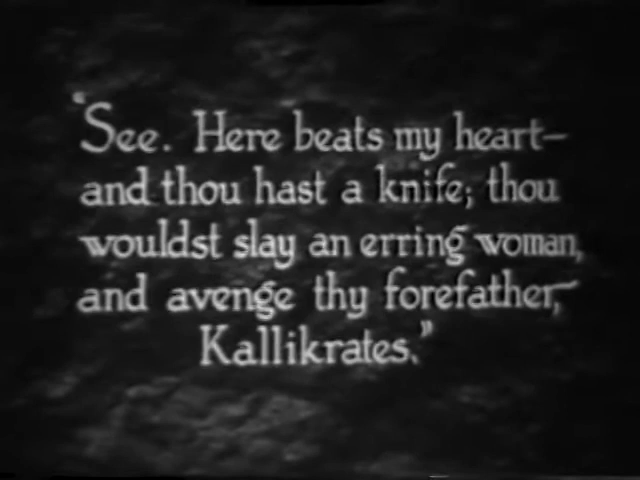 "See. Here beats my heart—
and thou hast a knife; thou
wouldst slay an erring woman,
and avenge thy forefather,—
Kallikrates."